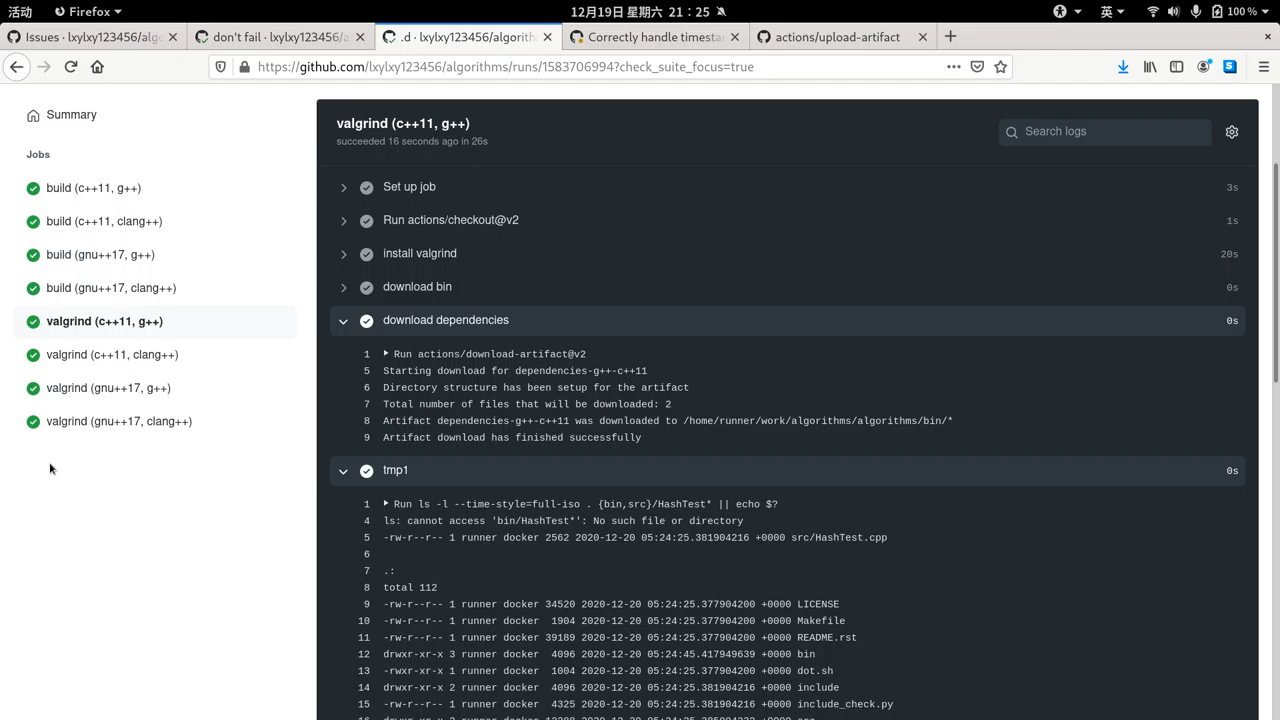 活动
Firefox
12月19日 星期六 21：25
英
100 %
Issues · lxylxy123456/algo
don't fail · lxylxy123456/a
.d · lxylxy123456/algorith
Correctly handle timesta
actions/upload-artifact
https://github.com/lxylxy123456/algorithms/runs/1583706994?check_suite_focus=true
Summary
Jobs
build (c++11, g++)
build (c++11, clang++)
build (gnu++17, g++)
build (gnu++17, clang++)
valgrind (c++11, g++)
valgrind (c++11, clang++)
valgrind (gnu++17, g++)
valgrind (gnu++17, clang++)
valgrind (c++11, g++)
succeeded 16 seconds ago in 26s
Search logs
Set up job 3s
Run actions/checkout@v2 1s
install valgrind 20s
download bin 0s
download dependencies 0s
1 Run actions/download-artifact@v2
5 Starting download for dependencies-g++-c++11
6 Directory structure has been setup for the artifact
7 Total number of files that will be downloaded: 2
8 Artifact dependencies-g++-c++11 was downloaded to /home/runner/work/algorithms/algorithms/bin/*
9 Artifact download has finished successfully
tmp1 0s
1 Run ls -l --time-style=full-iso . {bin,src}/HashTest* || echo $?
4 ls: cannot access 'bin/HashTest*': No such file or directory
5 -rw-r--r-- 1 runner docker 2562 2020-12-20 05:24:25.381904216 +0000 src/HashTest.cpp
6
7 .:
8 total 112
9 -rw-r--r-- 1 runner docker 34520 2020-12-20 05:24:25.377904200 +0000 LICENSE
10 -rw-r--r-- 1 runner docker 1904 2020-12-20 05:24:25.377904200 +0000 Makefile
11 -rw-r--r-- 1 runner docker 39189 2020-12-20 05:24:25.377904200 +0000 README.rst
12 drwxr-xr-x 3 runner docker 4096 2020-12-20 05:24:45.417949639 +0000 bin
13 -rwxr-xr-x 1 runner docker 1004 2020-12-20 05:24:25.377904200 +0000 dot.sh
14 drwxr-xr-x 2 runner docker 4096 2020-12-20 05:24:25.381904216 +0000 include
15 -rw-r--r-- 1 runner docker 4325 2020-12-20 05:24:25.381904216 +0000 include_check.py